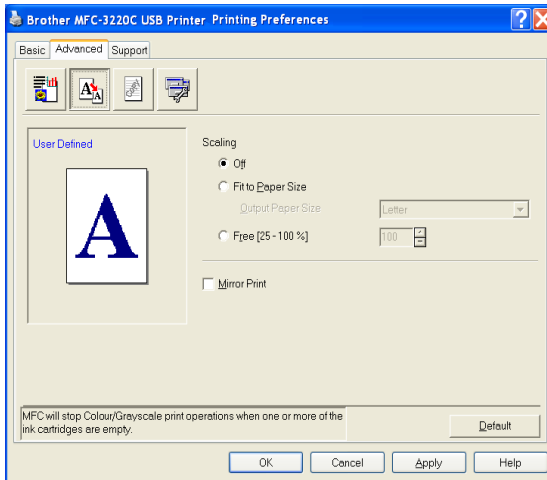 Brother MFC-3220C USB Printer Printing Preferences
Basic Advanced Support
User Defined
A
Scaling
Off
Fit to Paper Size
Output Paper Size Letter
Free [25 - 100 %] 100
Mirror Print
MFC will stop Colour/Grayscale print operations when one or more of the
ink cartridges are empty.
Default
OK Cancel Apply Help